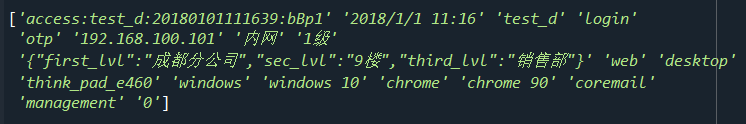 ['access:test_d:20180101111639:bBp1' '2018/1/1 11:16' 'test_d' 'login'
'otp' '192.168.100.101' '内网' '1级'
'{"first_lvl":"成都分公司","sec_lvl":"9楼","third_lvl":"销售部"}' 'web' 'desktop'
'think_pad_e460' 'windows' 'windows 10' 'chrome' 'chrome 90' 'coremail'
'management' '0']